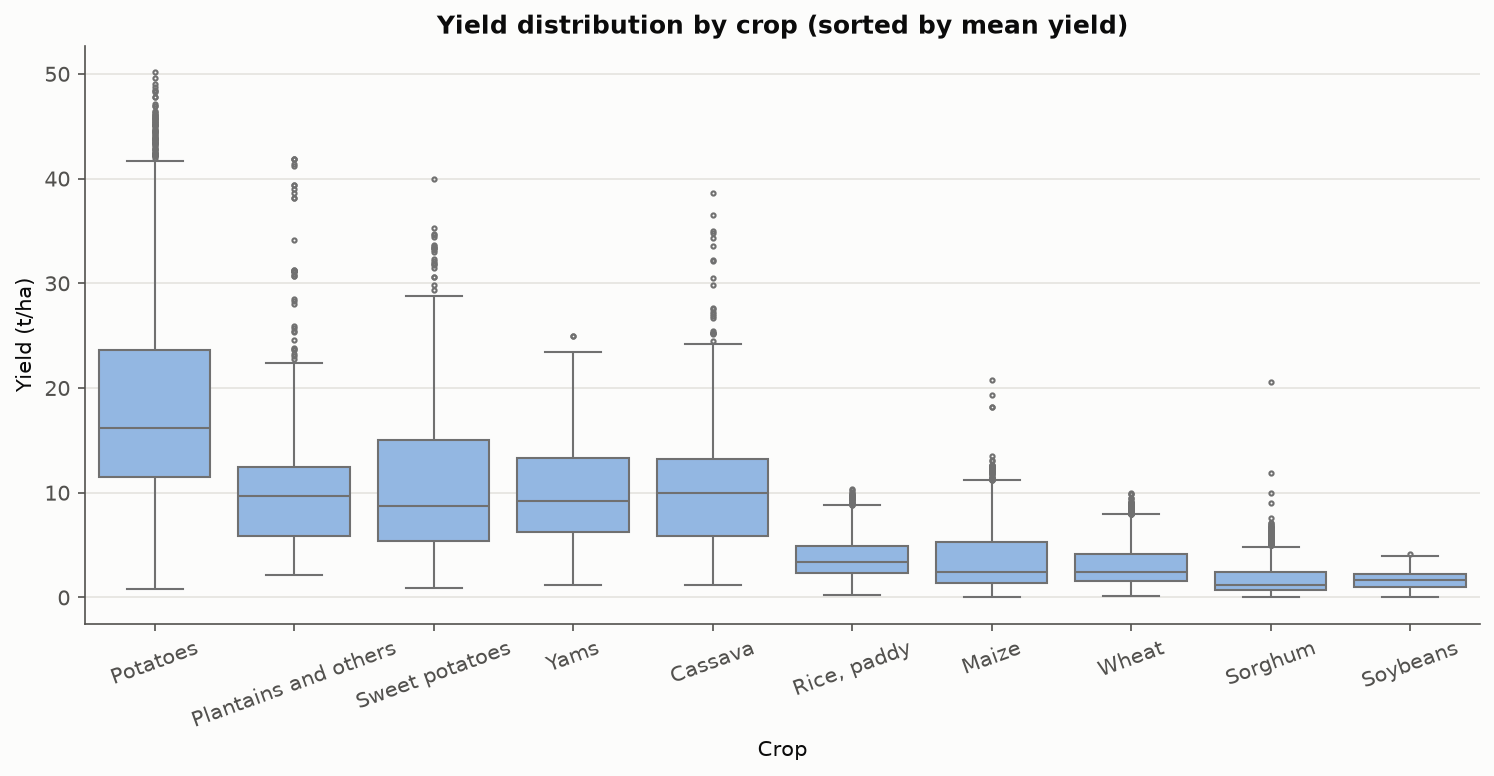 Yield distribution by crop (sorted by mean yield)
50
40
30
20
10
0
Yield (t/ha)
Potatoes
Plantains and others
Sweet potatoes
Yams
Cassava
Rice, paddy
Maize
Wheat
Sorghum
Soybeans
Crop